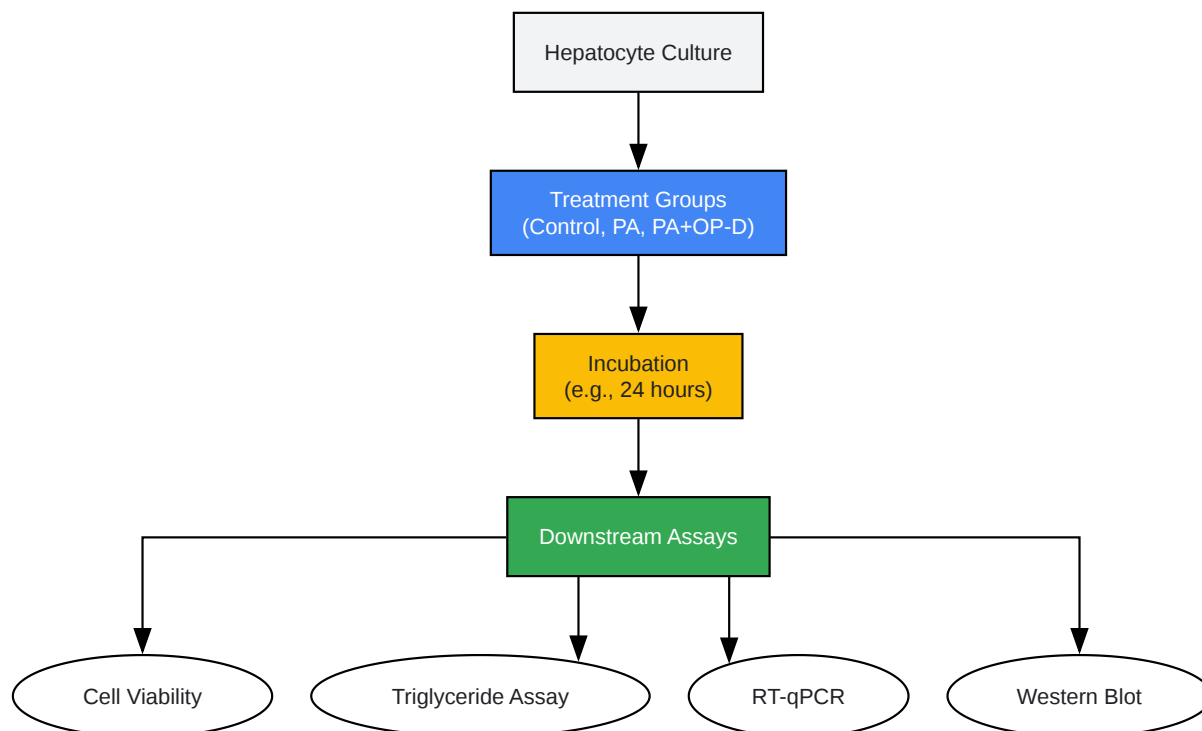 Hepatocyte Culture
Treatment Groups
(Control, PA, PA+OP-D)
Incubation
(e.g., 24 hours)
Downstream Assays
Cell Viability
Triglyceride Assay
RT-qPCR
Western Blot